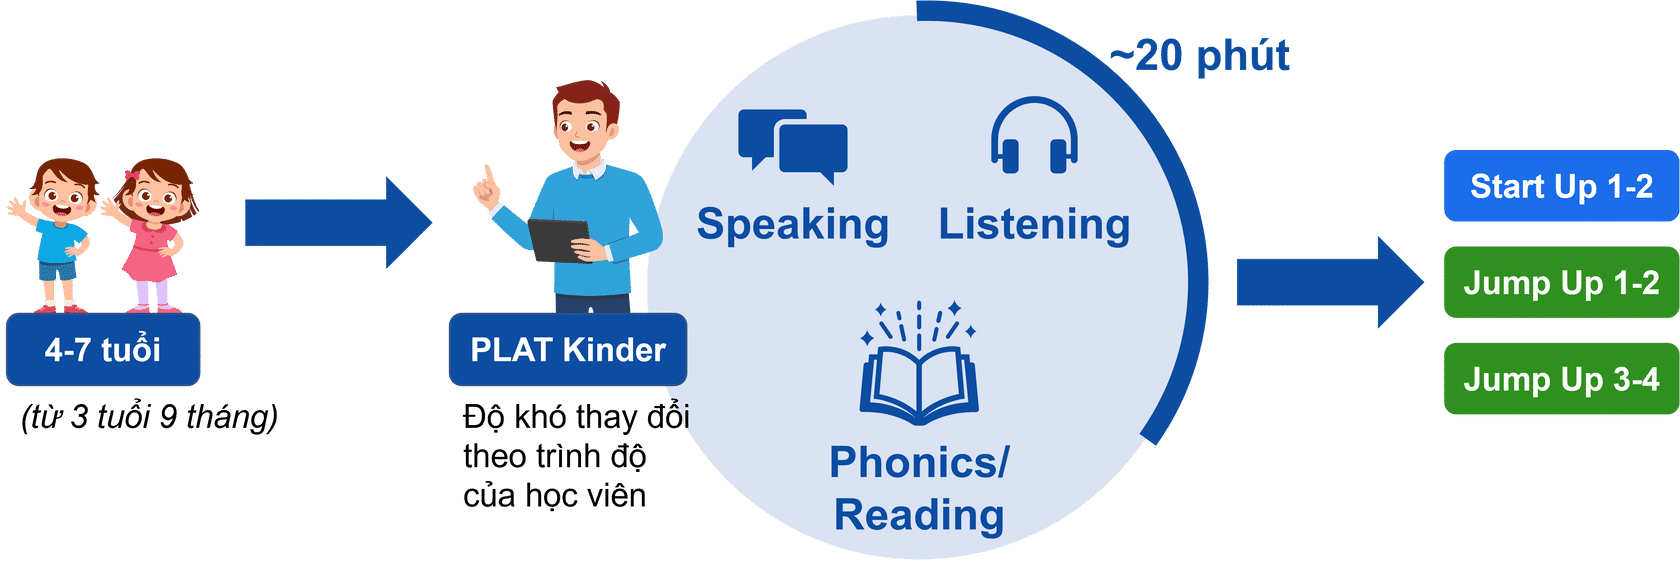 4-7 tuổi
(từ 3 tuổi 9 tháng)
PLAT Kinder
Độ khó thay đổi
theo trình độ
của học viên
~20 phút
Speaking
Listening
Phonics/
Reading
Start Up 1-2
Jump Up 1-2
Jump Up 3-4